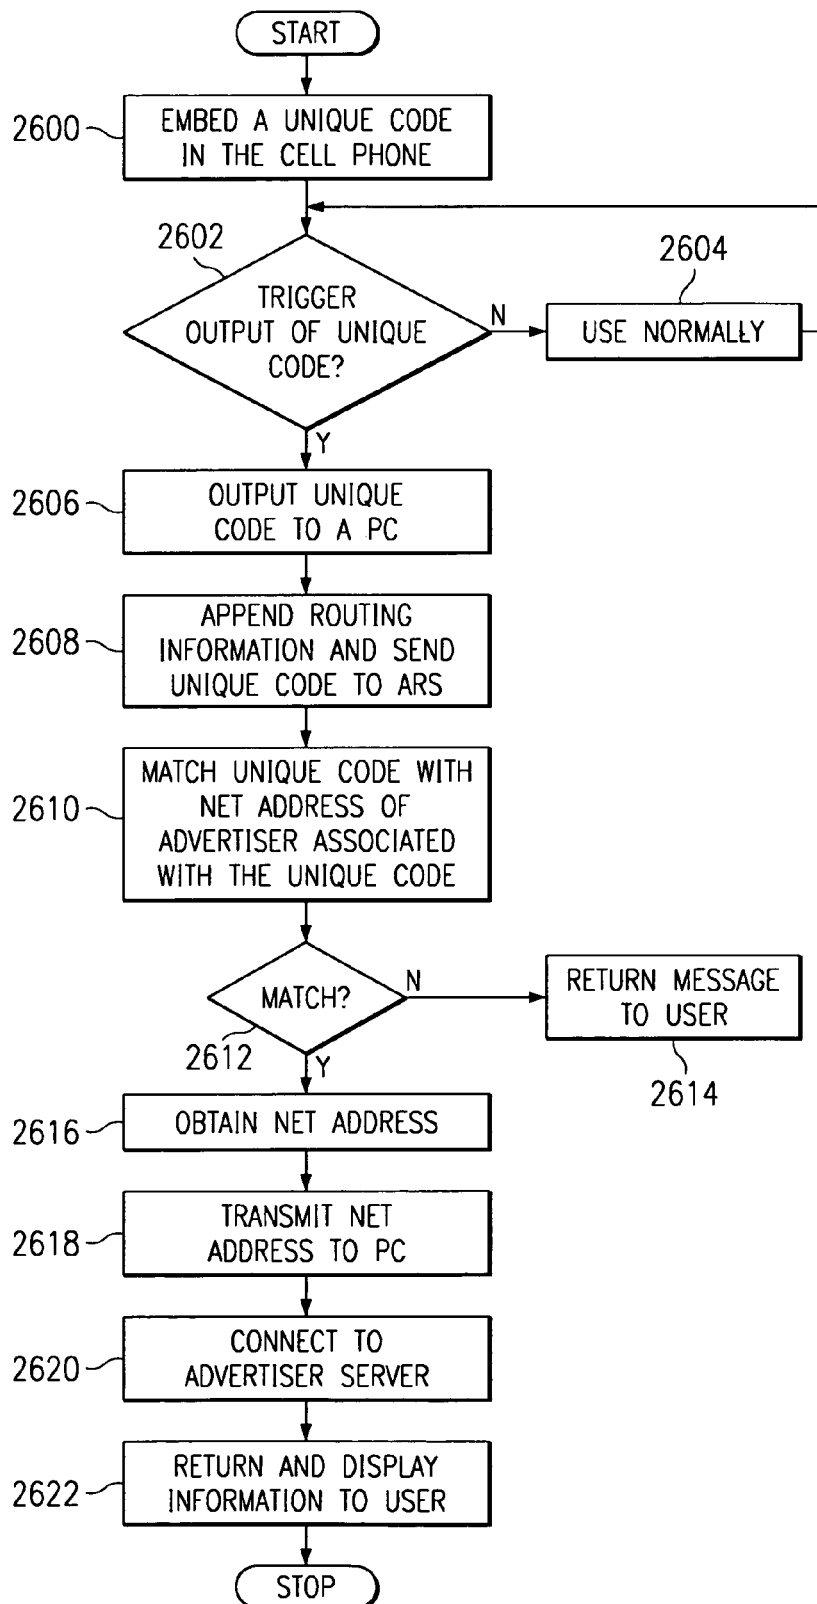 START
2600
EMBED A UNIQUE CODE
IN THE CELL PHONE
2602
TRIGGER
OUTPUT OF UNIQUE
CODE?
N
2604
USE NORMALLY
Y
2606
OUTPUT UNIQUE
CODE TO A PC
2608
APPEND ROUTING
INFORMATION AND SEND
UNIQUE CODE TO ARS
2610
MATCH UNIQUE CODE WITH
NET ADDRESS OF
ADVERTISER ASSOCIATED
WITH THE UNIQUE CODE
2612
MATCH?
N
RETURN MESSAGE
TO USER
2614
Y
2616
OBTAIN NET ADDRESS
2618
TRANSMIT NET
ADDRESS TO PC
2620
CONNECT TO
ADVERTISER SERVER
2622
RETURN AND DISPLAY
INFORMATION TO USER
STOP